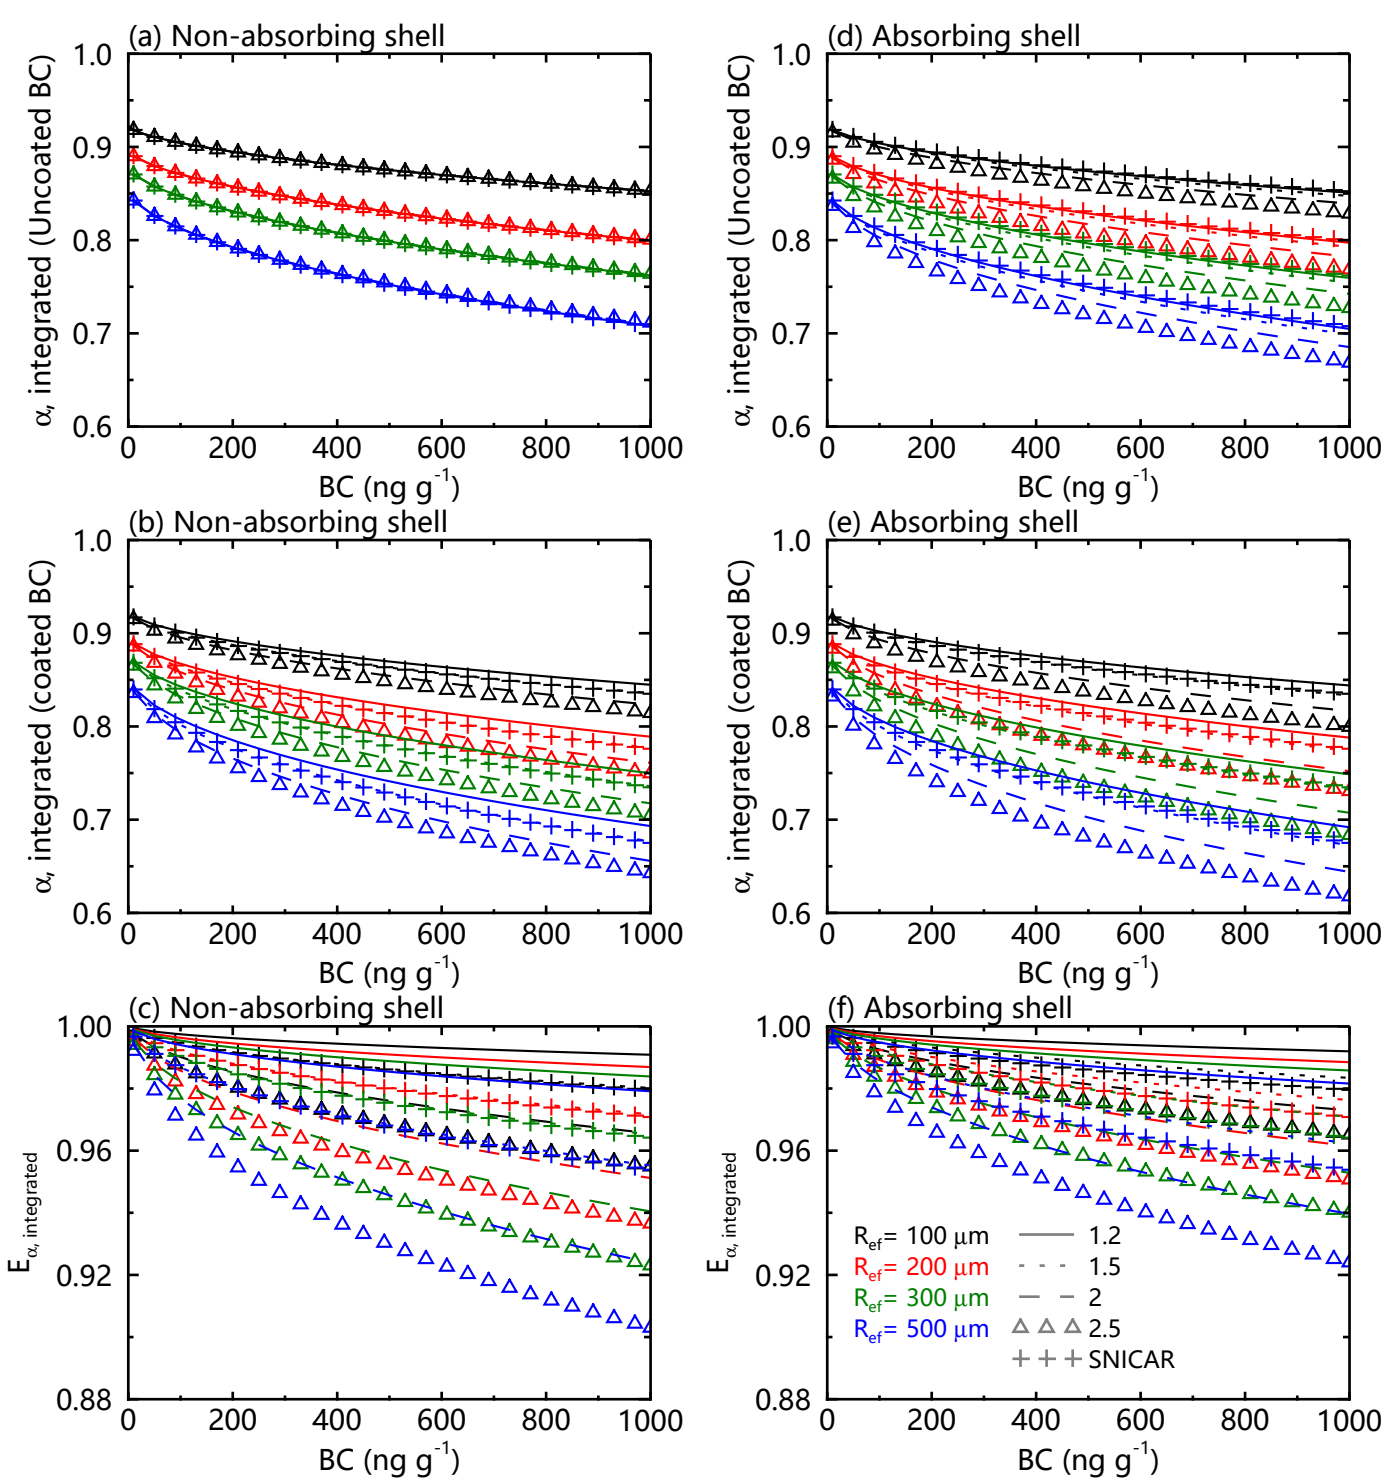 (a) Non-absorbing shell
1.0
0.9
0.8
0.7
0.6
α, integrated (Uncoated BC)
0 200 400 600 800 1000
BC (ng g⁻¹)
(d) Absorbing shell
1.0
0.9
0.8
0.7
0.6
α, integrated (Uncoated BC)
0 200 400 600 800 1000
BC (ng g⁻¹)
(b) Non-absorbing shell
1.0
0.9
0.8
0.7
0.6
α, integrated (coated BC)
0 200 400 600 800 1000
BC (ng g⁻¹)
(e) Absorbing shell
1.0
0.9
0.8
0.7
0.6
α, integrated (coated BC)
0 200 400 600 800 1000
BC (ng g⁻¹)
(c) Non-absorbing shell
1.00
0.96
0.92
0.88
E α, integrated
0 200 400 600 800 1000
BC (ng g⁻¹)
(f) Absorbing shell
1.00
0.96
0.92
0.88
E α, integrated
R ef= 100 µm 1.2
R ef= 200 µm 1.5
R ef= 300 µm 2
R ef= 500 µm 2.5
SNICAR
0 200 400 600 800 1000
BC (ng g⁻¹)